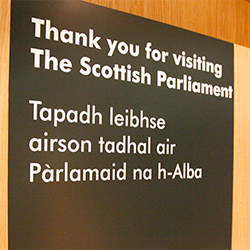 Thank you for visiting
The Scottish Parliament
Tapadh leibhse
airson tadhal air
Pàrlamaid na h-Alba